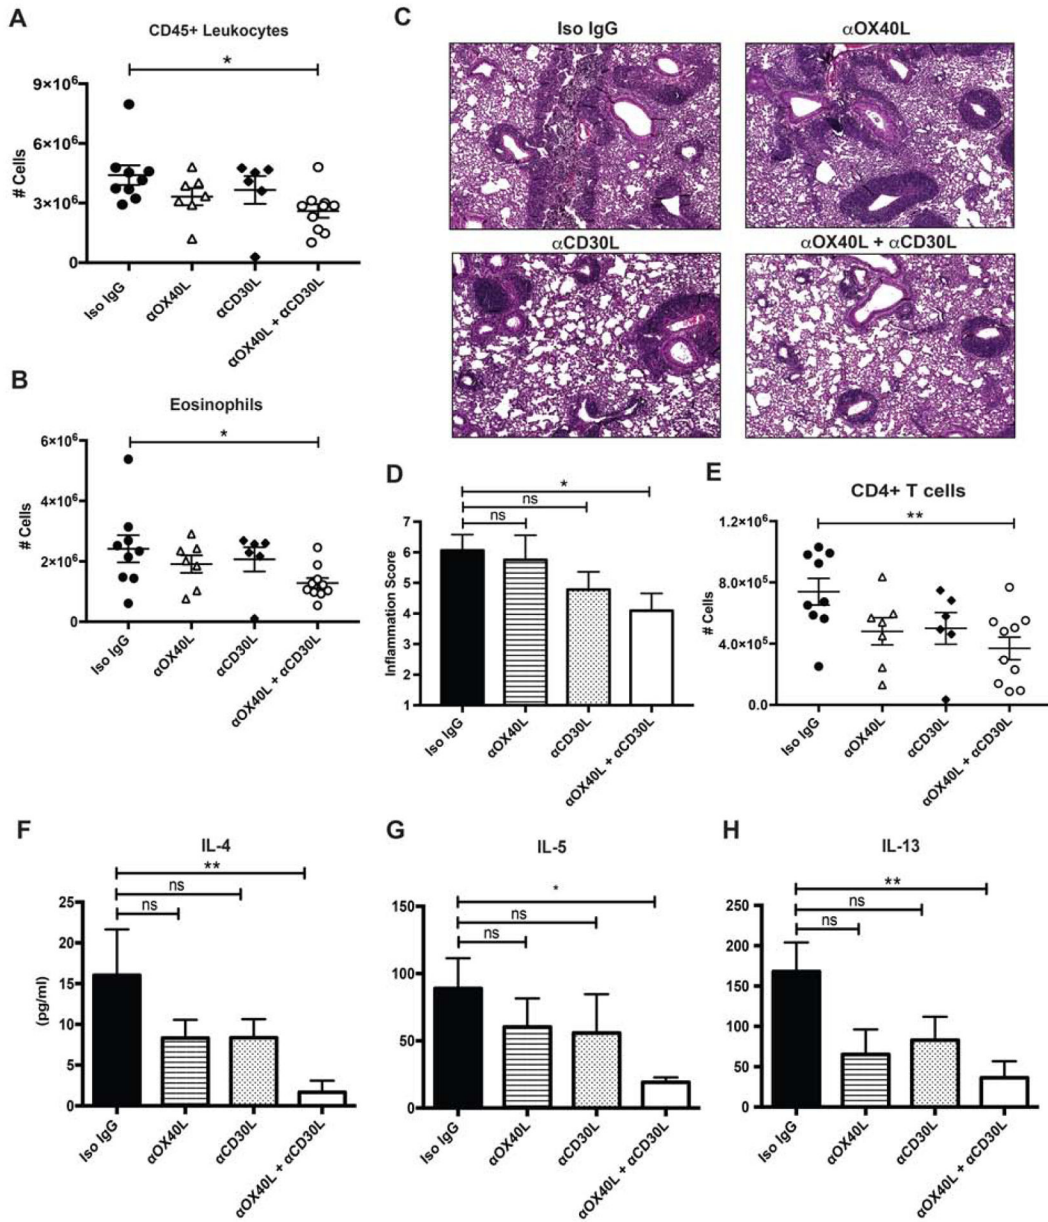 A
CD45+ Leukocytes
*
9×10⁶
6×10⁶
3×10⁶
0
# Cells
Iso IgG
αOX40L
αCD30L
αOX40L + αCD30L
B
Eosinophils
*
6×10⁶
4×10⁶
2×10⁶
0
# Cells
Iso IgG
αOX40L
αCD30L
αOX40L + αCD30L
C
Iso IgG
αOX40L
αCD30L
αOX40L + αCD30L
D
*
ns
ns
7
6
5
4
3
2
1
Inflammation Score
Iso IgG
αOX40L
αCD30L
αOX40L + αCD30L
E
CD4+ T cells
**
1.2×10⁶
8.0×10⁵
4.0×10⁵
0.0
# Cells
Iso IgG
αOX40L
αCD30L
αOX40L + αCD30L
F
IL-4
**
ns
ns
25
20
15
10
5
0
(pg/ml)
Iso IgG
αOX40L
αCD30L
αOX40L + αCD30L
G
IL-5
*
ns
ns
150
100
50
0
Iso IgG
αOX40L
αCD30L
αOX40L + αCD30L
H
IL-13
**
ns
ns
250
200
150
100
50
0
Iso IgG
αOX40L
αCD30L
αOX40L + αCD30L